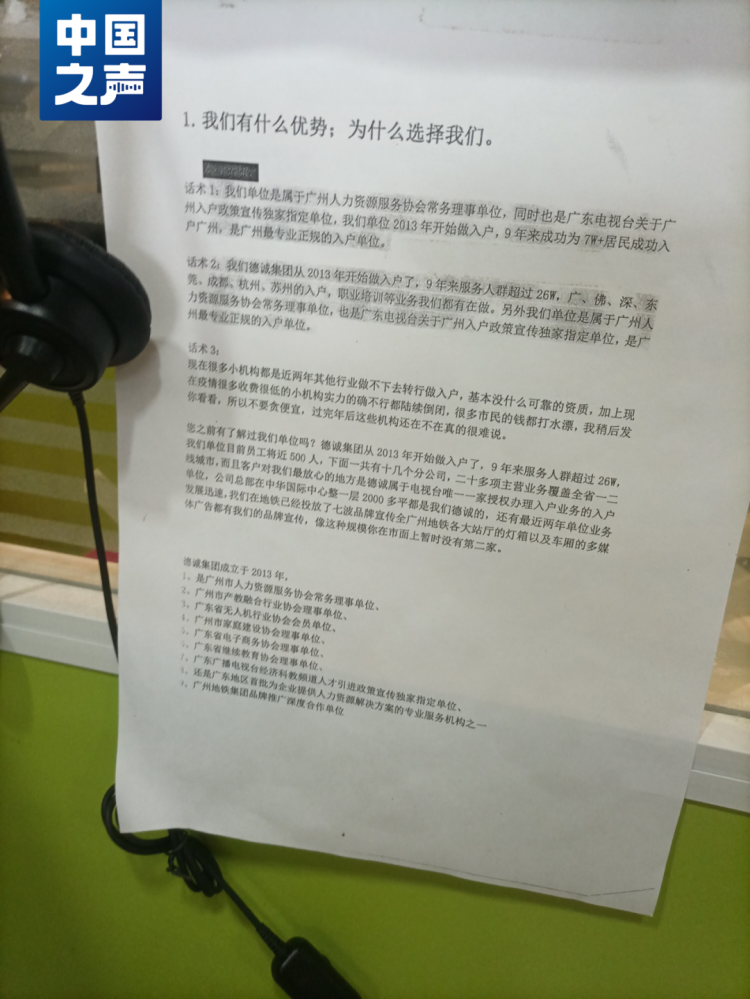 中国
之声
1. 我们有什么优势；为什么选择我们。
话术 1：我们单位是属于广州人力资源服务协会常务理事单位，同时也是广东电视台关于广
州入户政策宣传独家指定单位，我们单位 2013 年开始做入户，9 年来成功为 7W+居民成功入
户广州，是广州最专业正规的入户单位。
话术 2：我们德诚集团从 2013 年开始做入户了，9 年来服务人群超过 26W，广、佛、深、东
莞、成都、杭州、苏州的入户，职业培训等业务我们都有在做。另外我们单位是属于广州人
力资源服务协会常务理事单位，也是广东电视台关于广州入户政策宣传独家指定单位，是广
州最专业正规的入户单位。
话术 3：
现在很多小机构都是近两年其他行业做不下去转行做入户，基本没什么可靠的资质，加上现
在疫情很多收费很低的小机构实力的确不行都陆续倒闭，很多市民的钱都打水漂，我稍后发
你看看，所以不要贪便宜，过完年后这些机构还在不在真的很难说。
您之前有了解过我们单位吗？德诚集团从 2013 年开始做入户了，9 年来服务人群超过 26W，
我们单位目前员工将近 500 人，下面一共有十几个分公司，二十多项主营业务覆盖全省一二
线城市，而且客户对我们最放心的地方是德诚属于电视台唯一一家授权办理入户业务的入户
单位，公司总部在中华国际中心整一层 2000 多平都是我们德诚的，还有最近两年单位业务
发展迅速，我们在地铁已经投放了七波品牌宣传全广州地铁各大站厅的灯箱以及车厢的多媒
体广告都有我们的品牌宣传，像这种规模你在市面上暂时没有第二家。
德诚集团成立于 2013 年，
1、是广州市人力资源服务协会常务理事单位、
2、广州市产教融合行业协会理事单位、
3、广东省无人机行业协会会员单位、
4、广州市家庭建设协会理事单位、
5、广东省电子商务协会理事单位、
6、广东省继续教育协会理事单位、
7、广东广播电视台经济科教频道人才引进政策宣传独家指定单位、
8、还是广东地区首批为企业提供人力资源解决方案的专业服务机构之一
9、广州地铁集团品牌推广深度合作单位